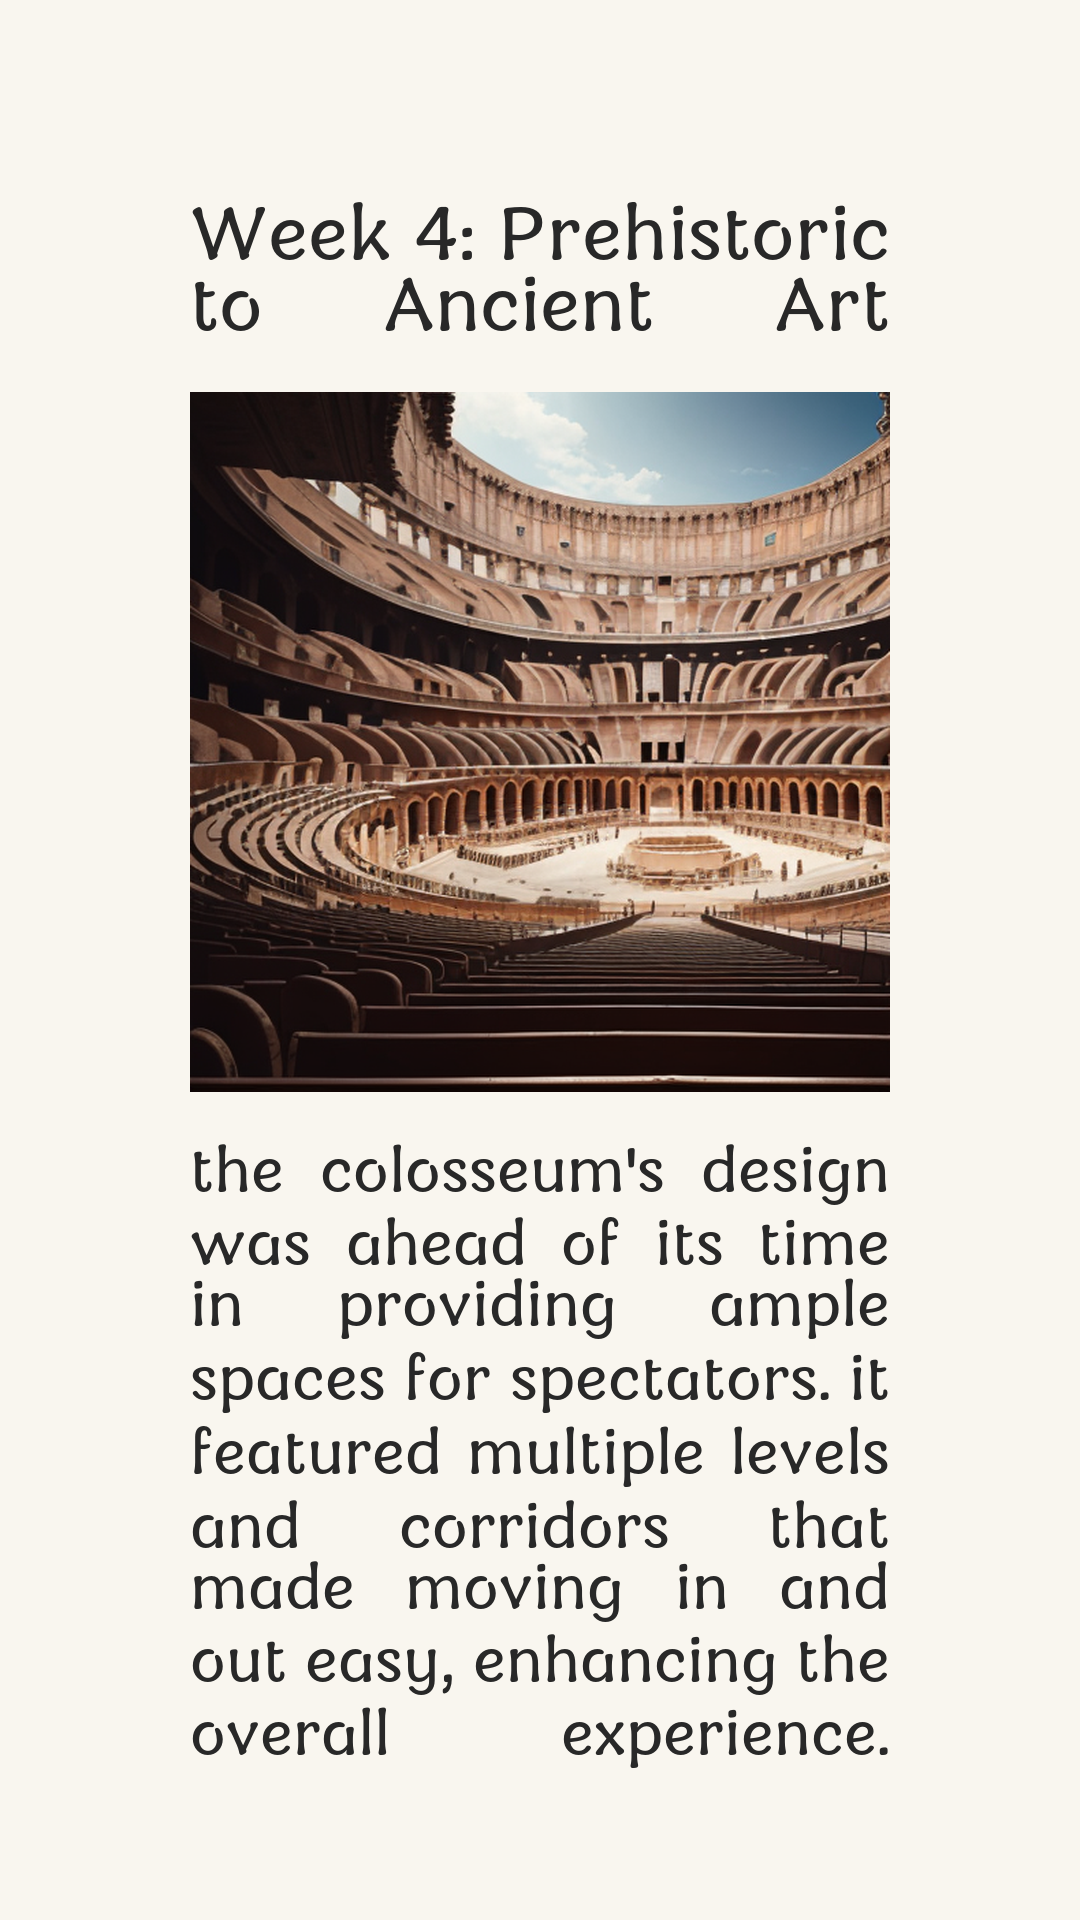 Week 4: Prehistoric
to Ancient Art
the colosseum's design
was ahead of its time
in providing ample
spaces for spectators. it
featured multiple levels
and corridors that
made moving in and
out easy, enhancing the
overall experience.